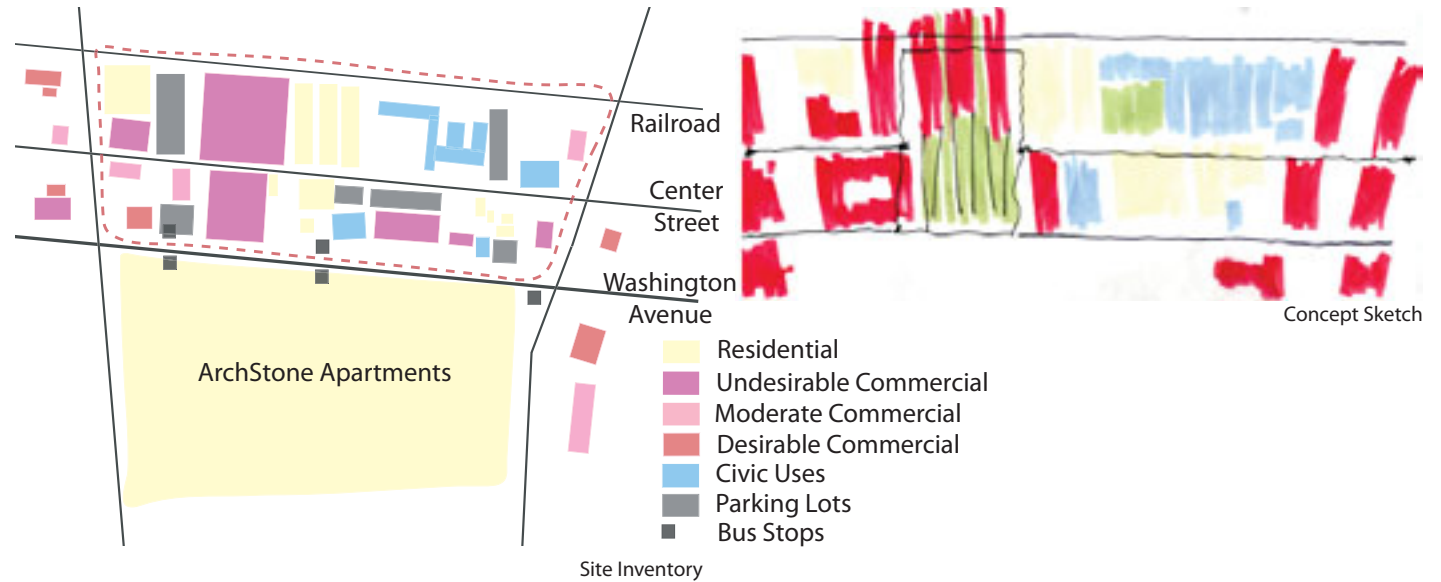 Railroad
Center
Street
Washington
Avenue
Concept Sketch
ArchStone Apartments
Residential
Undesirable Commercial
Moderate Commercial
Desirable Commercial
Civic Uses
Parking Lots
Bus Stops
Site Inventory